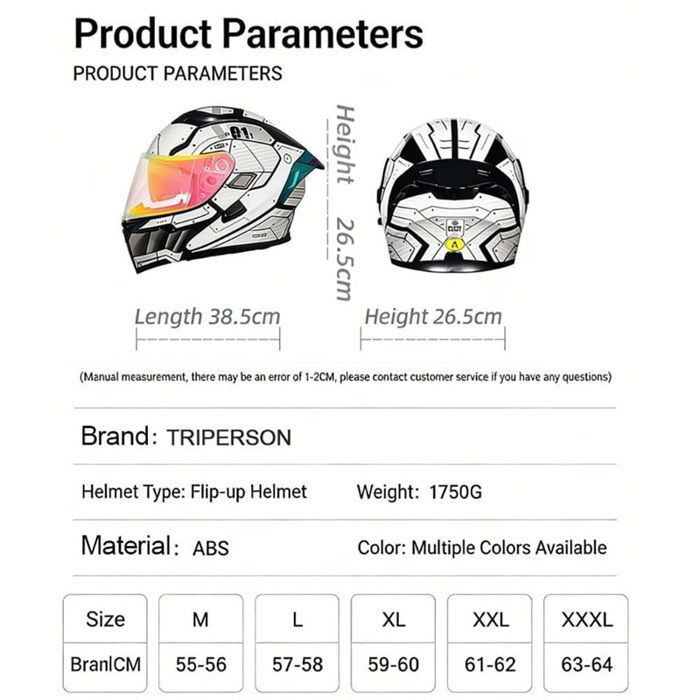 Product Parameters
PRODUCT PARAMETERS
01
Height 26.5cm
Length 38.5cm
Height 26.5cm
(Manual measurement, there may be an error of 1-2CM, please contact customer service if you have any questions)
Brand: TRIPERSON
Helmet Type: Flip-up Helmet Weight: 1750G
Material: ABS Color: Multiple Colors Available
Size M L XL XXL XXXL
BranlCM 55-56 57-58 59-60 61-62 63-64